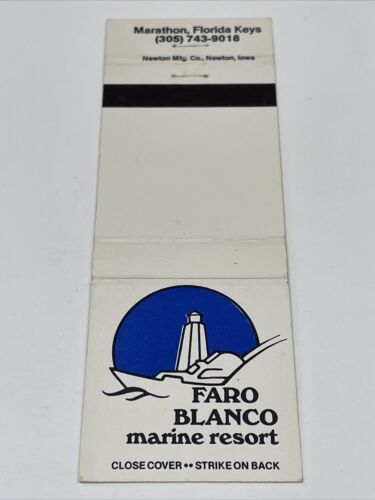 Marathon, Florida Keys
(305) 743-9018
Newton Mfg. Co., Newton, Iowa
FARO
BLANCO
marine resort
CLOSE COVER •• STRIKE ON BACK